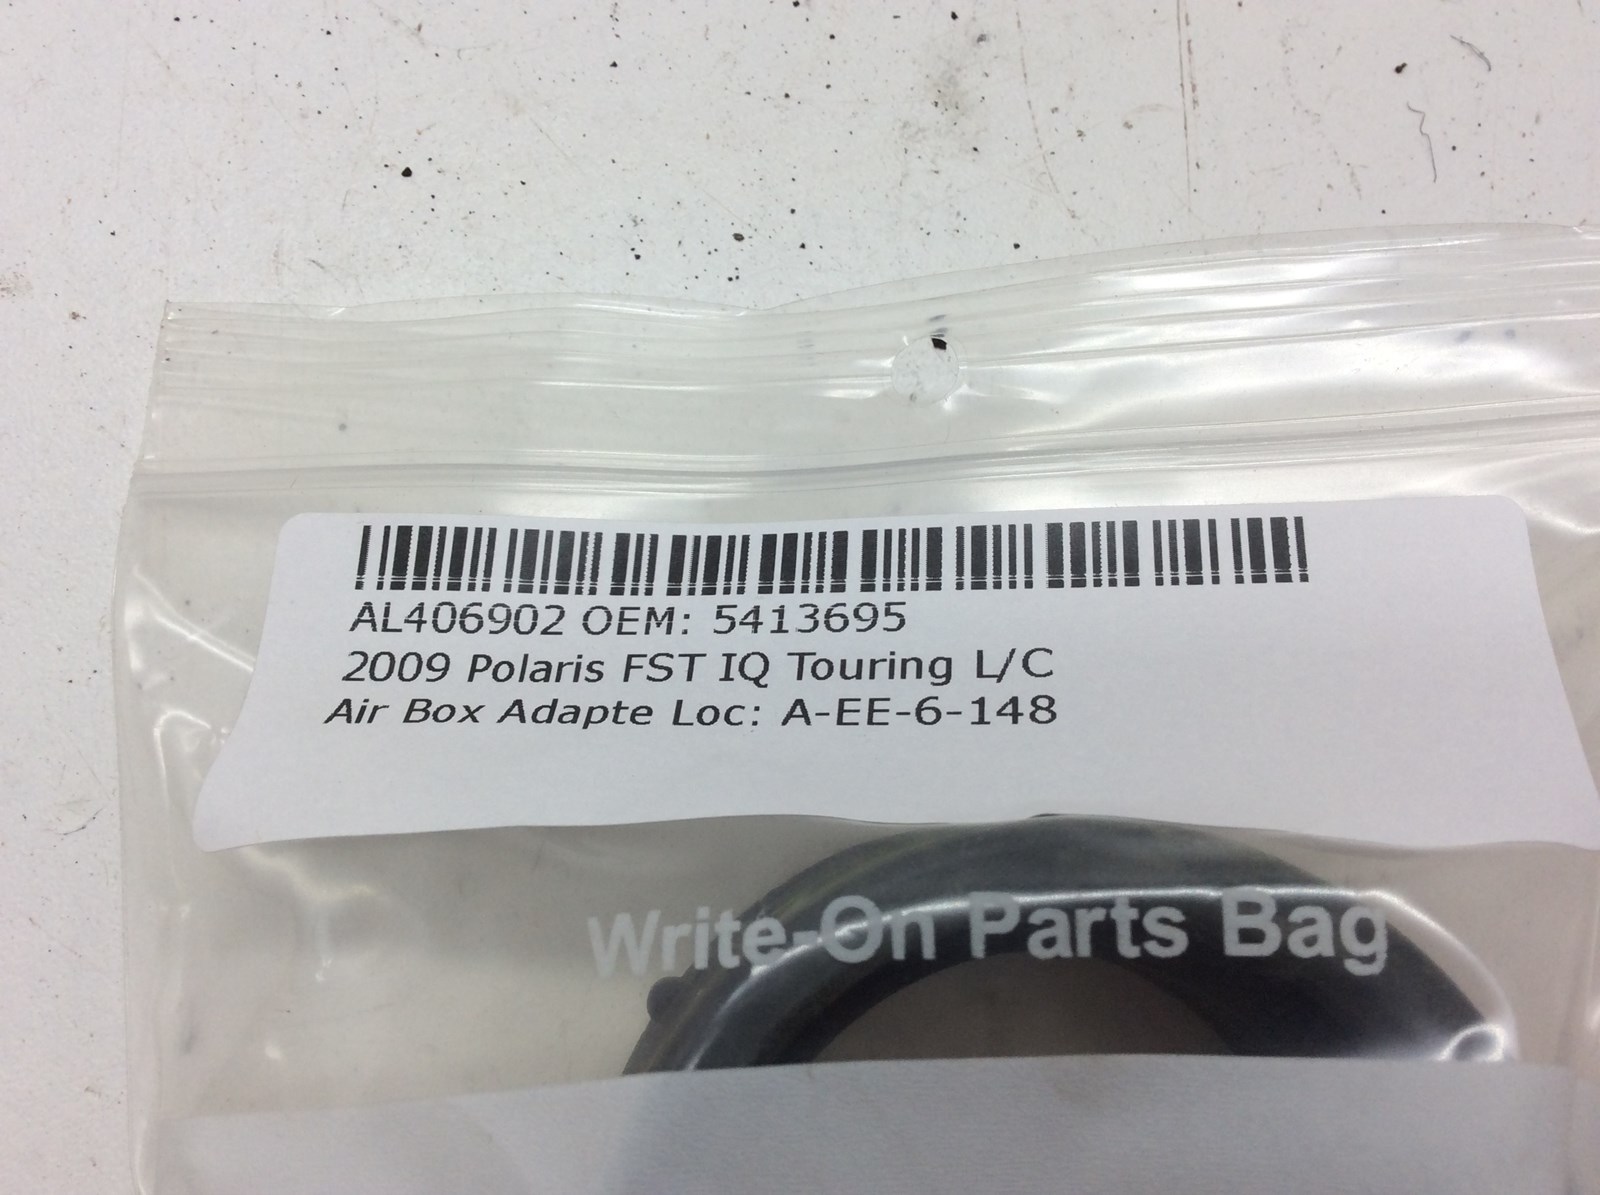 AL406902 OEM: 5413695
2009 Polaris FST IQ Touring L/C
Air Box Adapte Loc: A-EE-6-148
Write-On Parts Bag